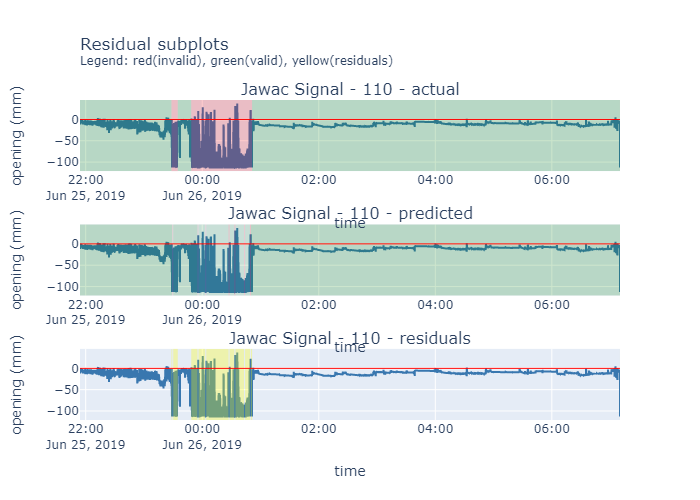 Residual subplots
Legend: red(invalid), green(valid), yellow(residuals)
Jawac Signal - 110 - actual
opening (mm)
0
−50
−100
22:00 00:00 02:00 04:00 06:00
Jun 25, 2019 Jun 26, 2019
time
Jawac Signal - 110 - predicted
opening (mm)
0
−50
−100
22:00 00:00 02:00 04:00 06:00
Jun 25, 2019 Jun 26, 2019
time
Jawac Signal - 110 - residuals
opening (mm)
0
−50
−100
22:00 00:00 02:00 04:00 06:00
Jun 25, 2019 Jun 26, 2019
time